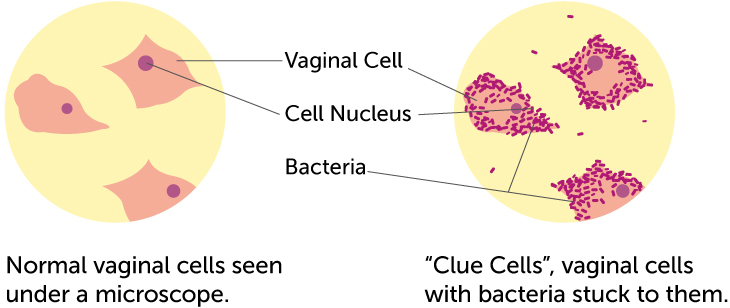 Vaginal Cell
Cell Nucleus
Bacteria
Normal vaginal cells seen
under a microscope.
“Clue Cells”, vaginal cells
with bacteria stuck to them.